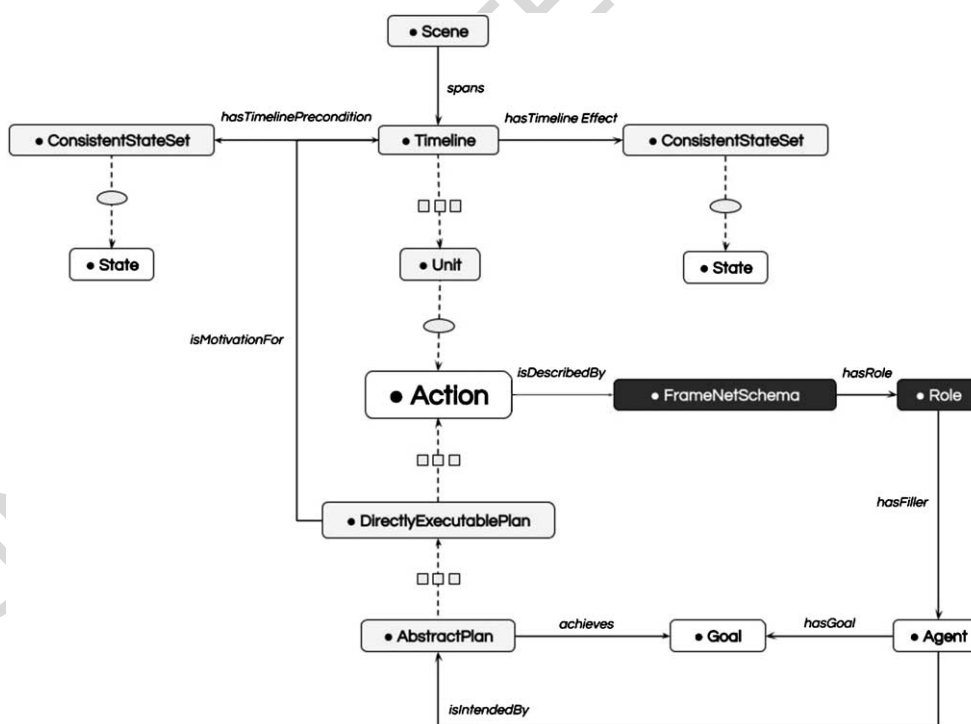 ● Scene
spans
hasTimelinePrecondition
hasTimeline Effect
● ConsistentStateSet
● Timeline
● ConsistentStateSet
● State
● Unit
● State
isMotivationFor
isDescribedBy
hasRole
● Action
● FrameNetSchema
● Role
hasFiller
● DirectlyExecutablePlan
achieves
hasGoal
● AbstractPlan
● Goal
● Agent
isIntendedBy